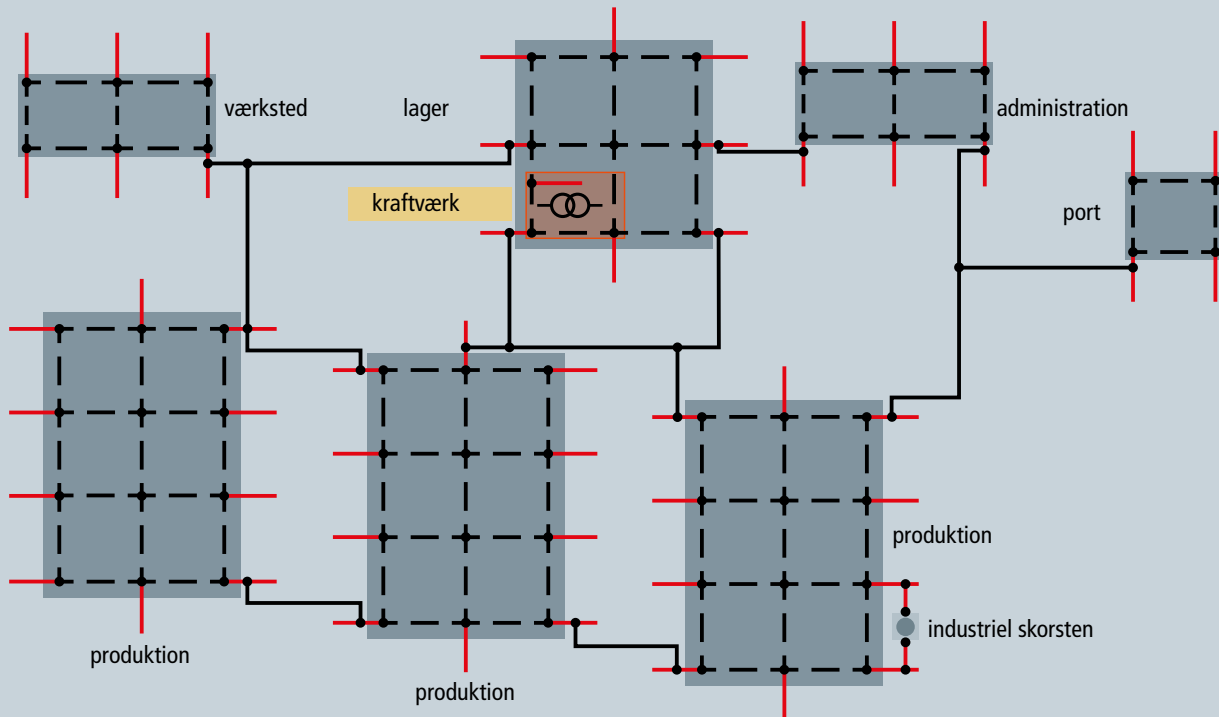 værksted
lager
administration
kraftværk
port
produktion
industriel skorsten
produktion
produktion